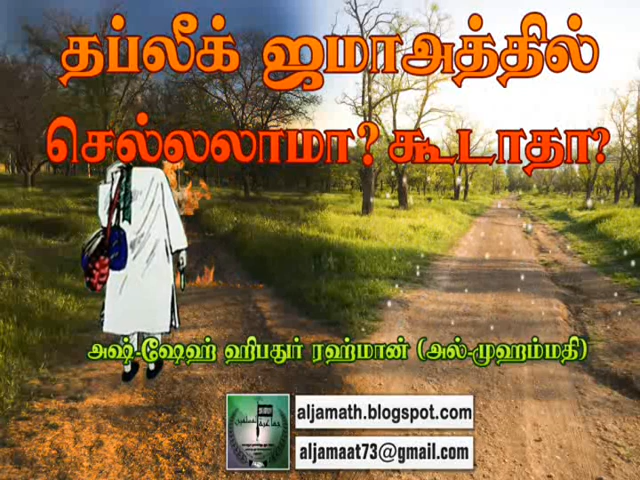 தப்லீக் ஜமாஅத்தில்
செல்லலாமா? கூடாதா?
அஷ்-ஷேஹ் ஹிபதுர் ரஹ்மான் (அல்-முஹம்மதி)
aljamath.blogspot.com
aljamaat73@gmail.com